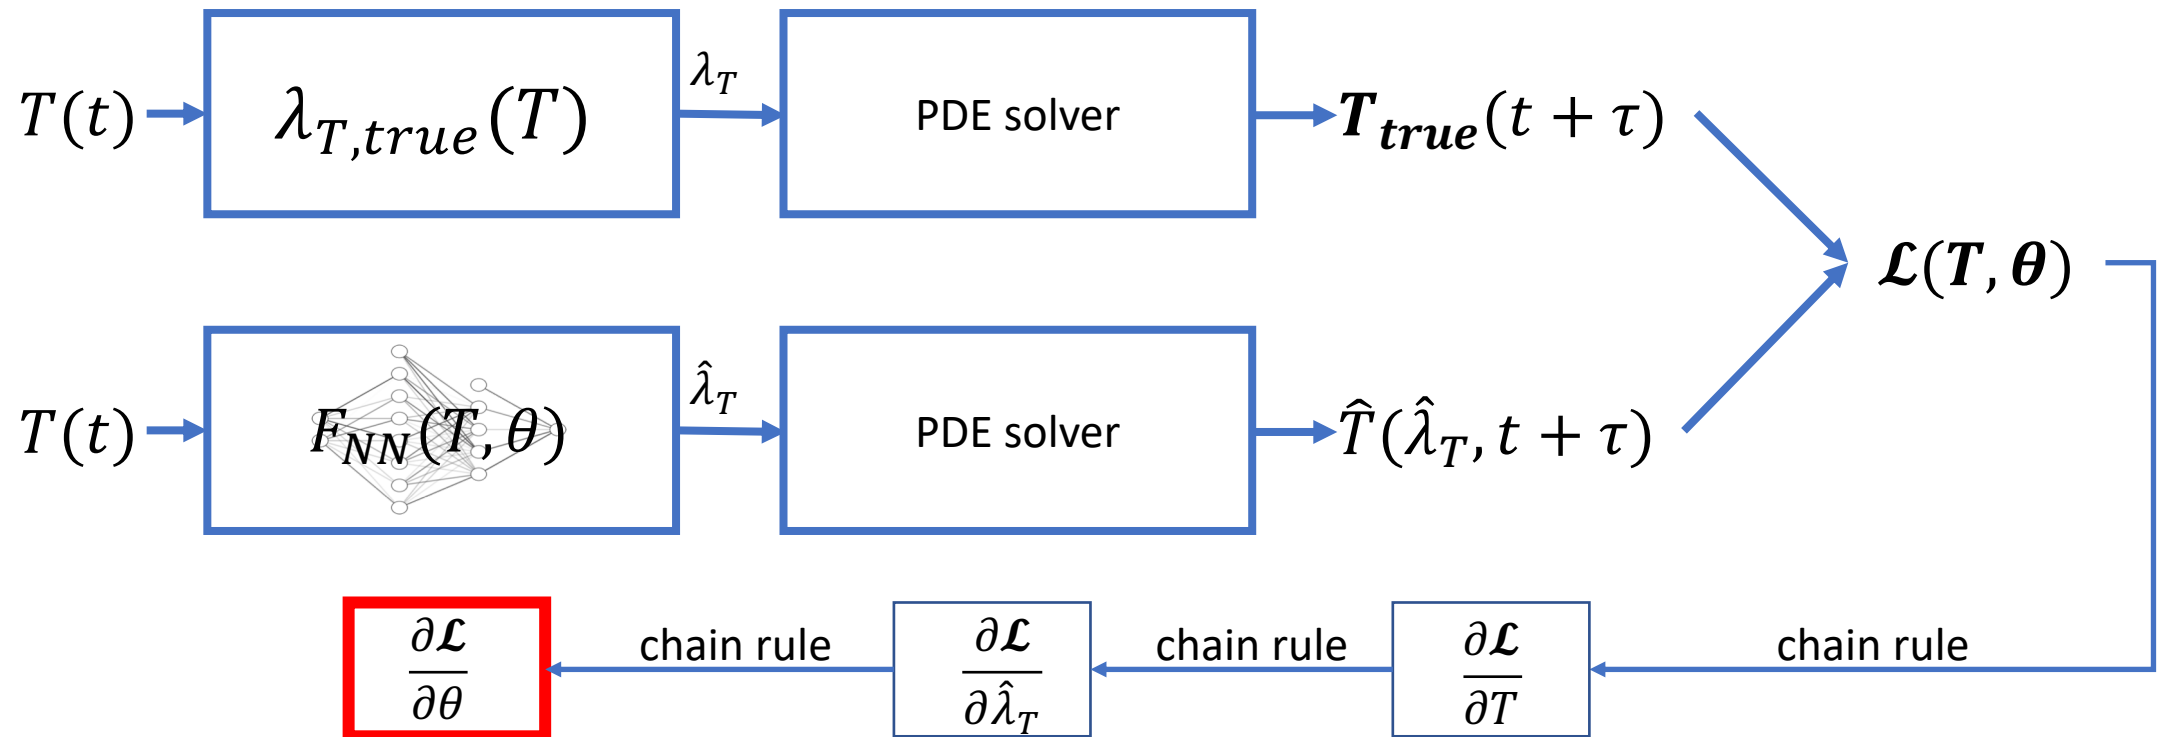 T(t)
λ_{T,true}(T)
λ_T
PDE solver
𝑻_{𝒕𝒓𝒖𝒆}(t + τ)
ℒ(𝑻, 𝜽)
T(t)
F_{NN}(T, θ)
λ̂_T
PDE solver
T̂(λ̂_T, t + τ)
∂ℒ/∂θ
chain rule
∂ℒ/∂λ̂_T
chain rule
∂ℒ/∂T
chain rule